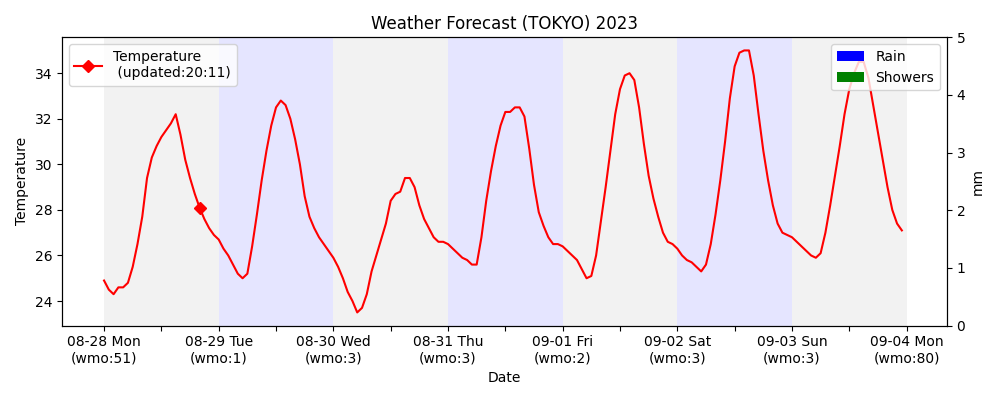 Weather Forecast (TOKYO) 2023
Temperature
(updated:20:11)
Rain
Showers
34
32
30
28
26
24
Temperature
5
4
3
2
1
0
mm
08-28 Mon
(wmo:51)
08-29 Tue
(wmo:1)
08-30 Wed
(wmo:3)
08-31 Thu
(wmo:3)
09-01 Fri
(wmo:2)
09-02 Sat
(wmo:3)
09-03 Sun
(wmo:3)
09-04 Mon
(wmo:80)
Date